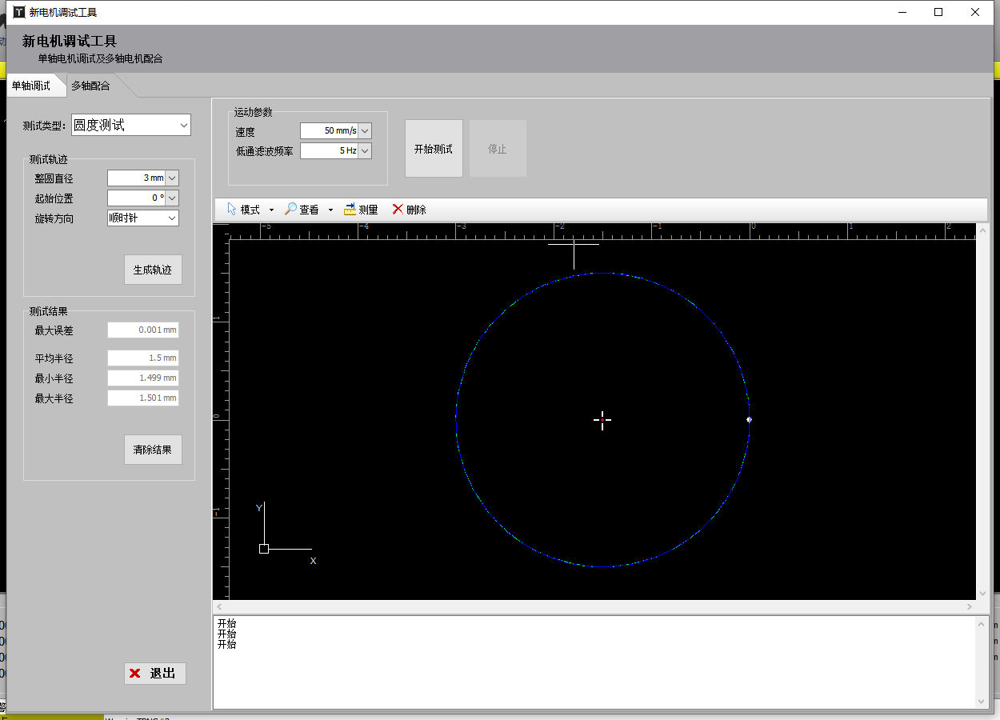 新电机调试工具
新电机调试工具
单轴电机调试及多轴电机配合
单轴调试
多轴配合
测试类型：
圆度测试
测试轨迹
整圆直径
3 mm
起始位置
0 °
旋转方向
顺时针
生成轨迹
测试结果
最大误差
0.001 mm
平均半径
1.5 mm
最小半径
1.499 mm
最大半径
1.501 mm
清除结果
退出
运动参数
速度
50 mm/s
低通滤波频率
5 Hz
开始测试
停止
模式
查看
测量
删除
-5
-4
-3
-2
-1
0
1
2
1
0
-1
Y
X
开始
开始
开始